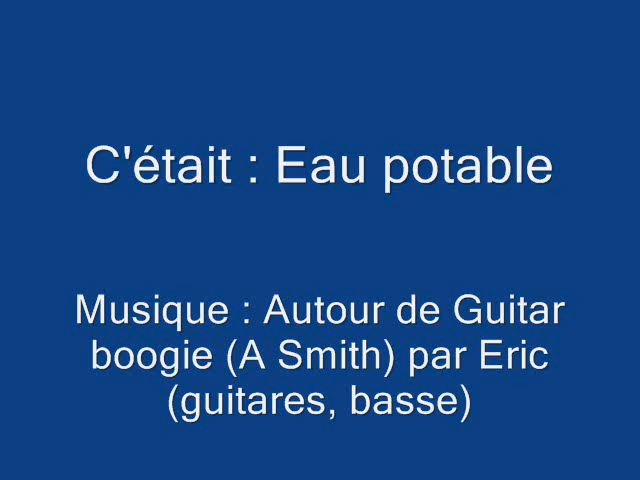 C'était : Eau potable
Musique : Autour de Guitar
boogie (A Smith) par Eric
(guitares, basse)